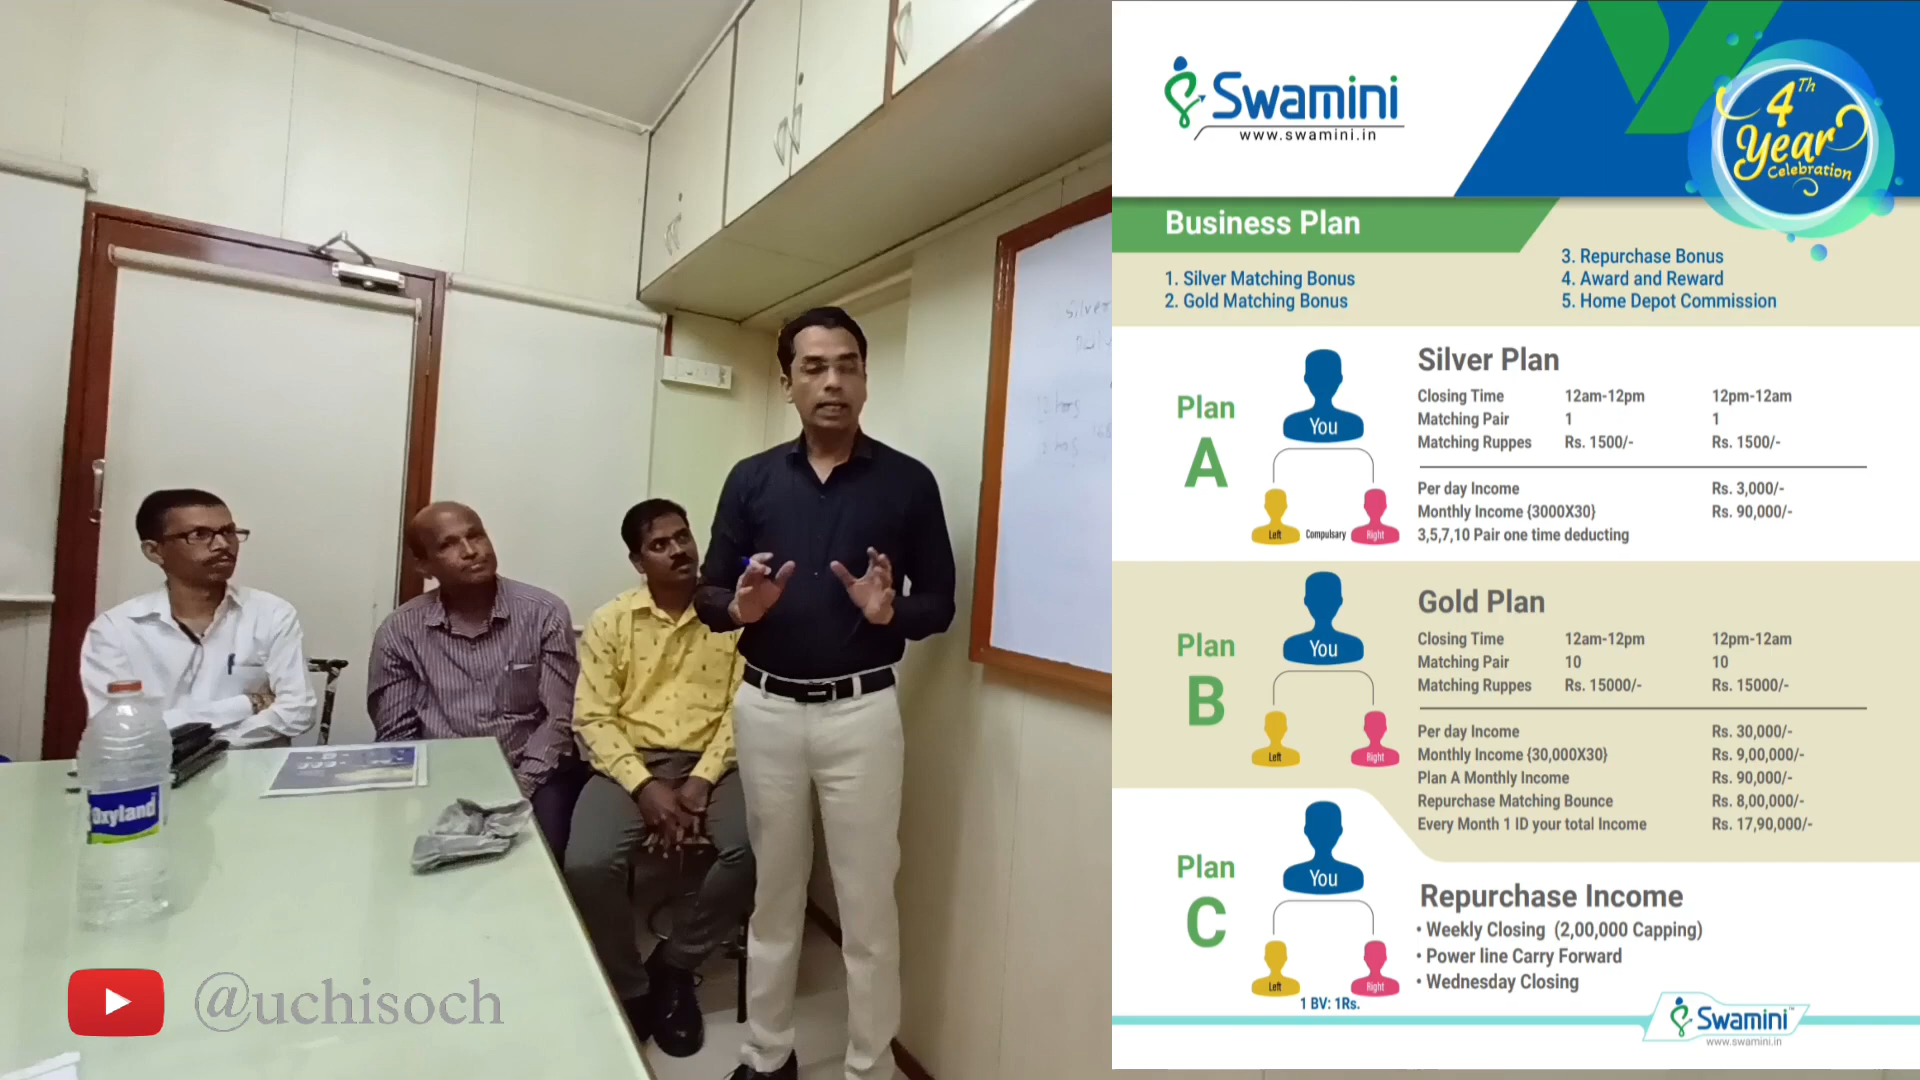 Silver
Oxyland
@uchisoch
Swamini
www.swamini.in
4Th
Year
Celebration
Business Plan
1. Silver Matching Bonus
2. Gold Matching Bonus
3. Repurchase Bonus
4. Award and Reward
5. Home Depot Commission
Plan
A
You
Left
Compulsary
Right
Silver Plan
Closing Time 12am-12pm 12pm-12am
Matching Pair 1 1
Matching Ruppes Rs. 1500/- Rs. 1500/-
Per day Income Rs. 3,000/-
Monthly Income {3000X30} Rs. 90,000/-
3,5,7,10 Pair one time deducting
Plan
B
You
Left
Right
Gold Plan
Closing Time 12am-12pm 12pm-12am
Matching Pair 10 10
Matching Ruppes Rs. 15000/- Rs. 15000/-
Per day Income Rs. 30,000/-
Monthly Income {30,000X30} Rs. 9,00,000/-
Plan A Monthly Income Rs. 90,000/-
Repurchase Matching Bounce Rs. 8,00,000/-
Every Month 1 ID your total Income Rs. 17,90,000/-
Plan
C
You
Left
Right
1 BV: 1Rs.
Repurchase Income
• Weekly Closing (2,00,000 Capping)
• Power line Carry Forward
• Wednesday Closing
Swamini™
www.swamini.in